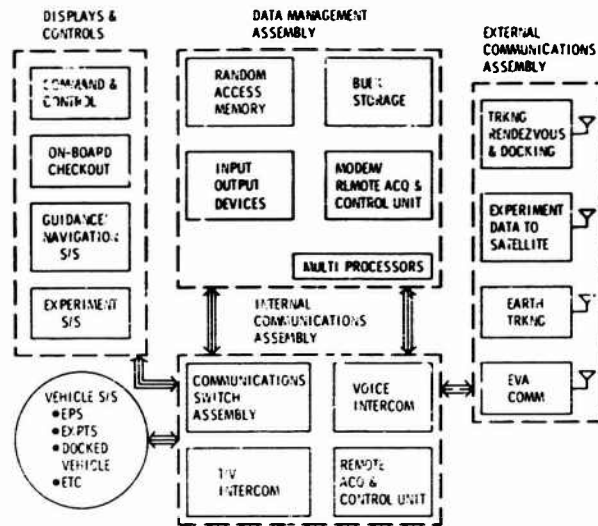 DISPLAYS &
CONTROLS
COMMAND &
CONTROL
ON-BOARD
CHECKOUT
GUIDANCE/
NAVIGATION
S/S
EXPERIMENT
S/S
VEHICLE S/S
● EPS
● EXPTS
● DOCKED
VEHICLE
● ETC
DATA MANAGEMENT
ASSEMBLY
RANDOM
ACCESS
MEMORY
BULK
STORAGE
INPUT
OUTPUT
DEVICES
MODEM/
REMOTE ACQ &
CONTROL UNIT
MULTI PROCESSORS
INTERNAL
COMMUNICATIONS
ASSEMBLY
COMMUNICATIONS
SWITCH
ASSEMBLY
VOICE
INTERCOM
T/V
INTERCOM
REMOTE
ACQ &
CONTROL UNIT
EXTERNAL
COMMUNICATIONS
ASSEMBLY
TRKNG
RENDEZVOUS
& DOCKING
EXPERIMENT
DATA TO
SATELLITE
EARTH
TRKNG
EVA
COMM